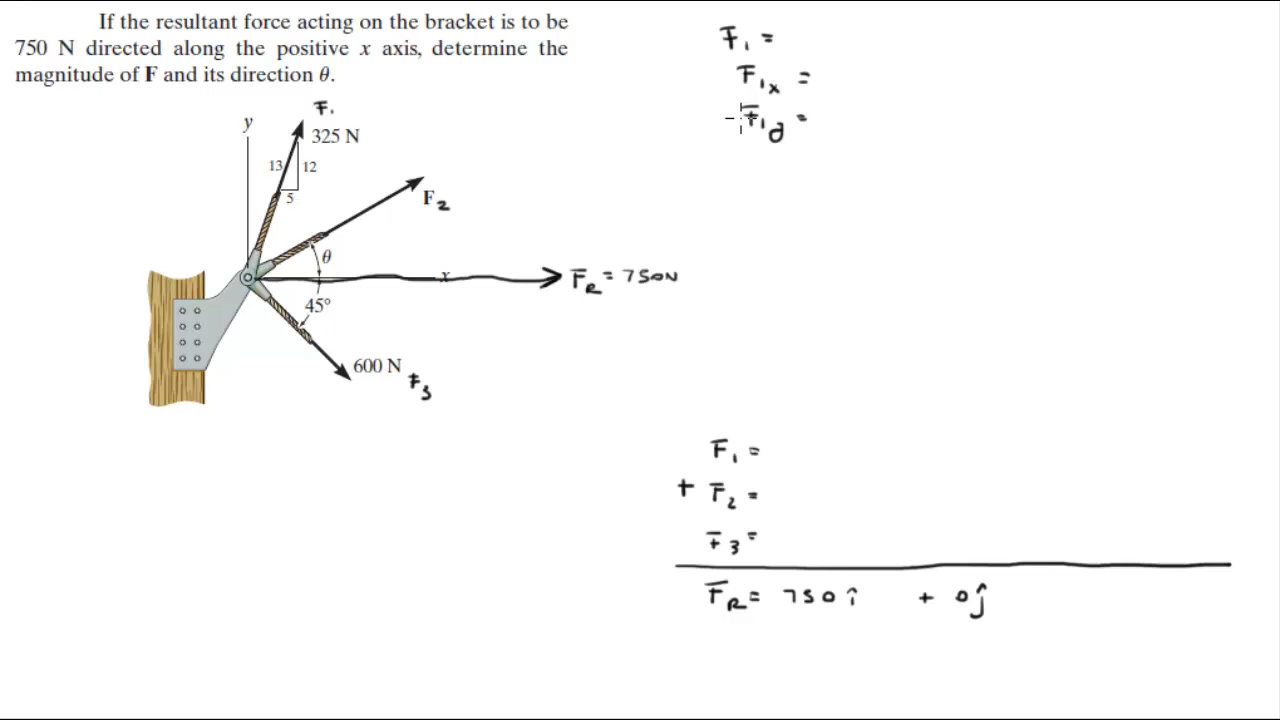 If the resultant force acting on the bracket is to be
750 N directed along the positive x axis, determine the
magnitude of F and its direction θ.
F₁
y
325 N
13
12
5
F₂
θ
x
F_R = 750N
45°
600 N
F₃
F₁ =
F₁ₓ =
F₁y =
F₁ =
+ F₂ =
F₃ =
F_R = 750 î + 0 ĵ